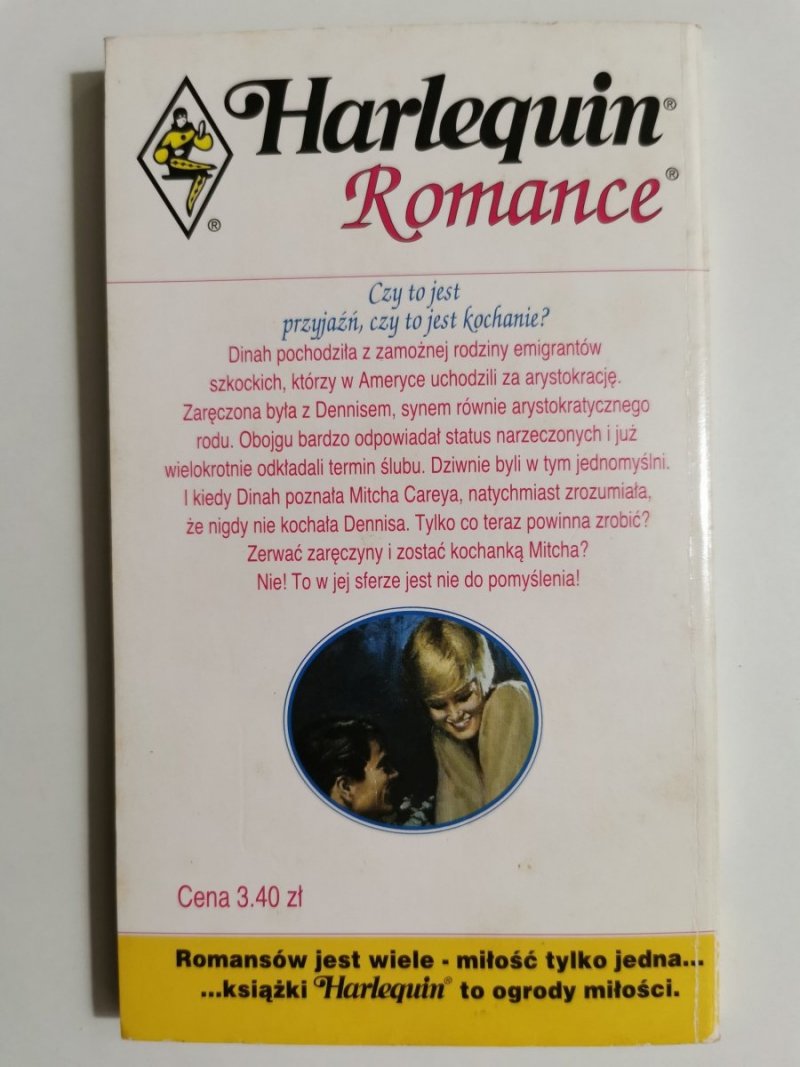 Harlequin®
Romance®
®
Czy to jest
przyjaźń, czy to jest kochanie?
Dinah pochodziła z zamożnej rodziny emigrantów
szkockich, którzy w Ameryce uchodzili za arystokrację.
Zaręczona była z Dennisem, synem równie arystokratycznego
rodu. Obojgu bardzo odpowiadał status narzeczonych i już
wielokrotnie odkładali termin ślubu. Dziwnie byli w tym jednomyślni.
I kiedy Dinah poznała Mitcha Careya, natychmiast zrozumiała,
że nigdy nie kochała Dennisa. Tylko co teraz powinna zrobić?
Zerwać zaręczyny i zostać kochanką Mitcha?
Nie! To w jej sferze jest nie do pomyślenia!
Cena 3.40 zł
Romansów jest wiele - miłość tylko jedna...
...książki Harlequin® to ogrody miłości.